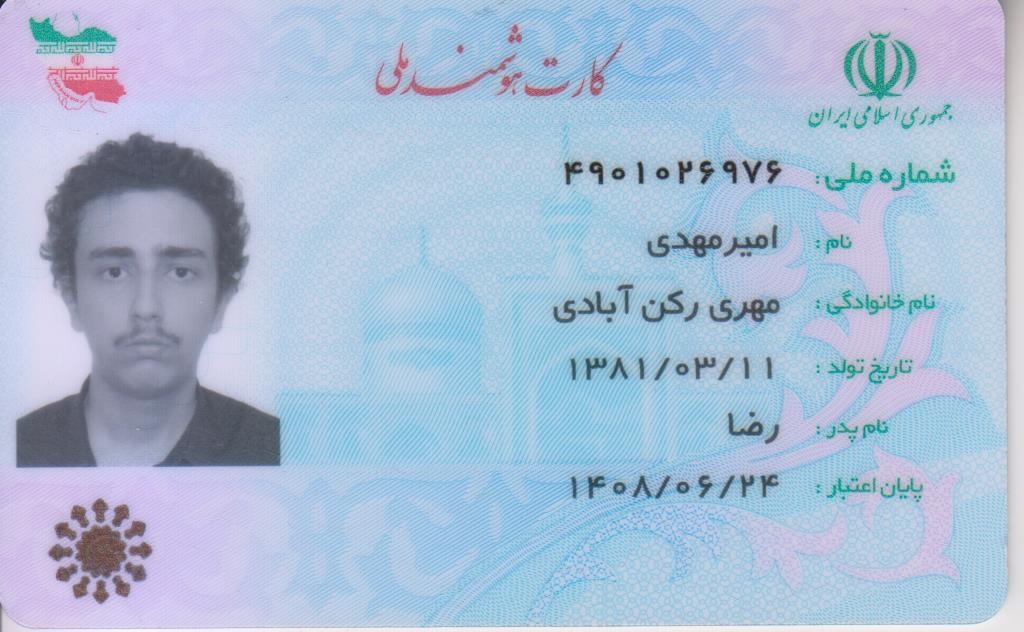 کارت هوشمند ملی
جمهوری اسلامی ایران
شماره ملی: ۴۹۰۱۰۲۶۹۷۶
نام: امیرمهدی
نام خانوادگی: مهری رکن آبادی
تاریخ تولد: ۱۳۸۱/۰۳/۱۱
نام پدر: رضا
پایان اعتبار: ۱۴۰۸/۰۶/۲۴